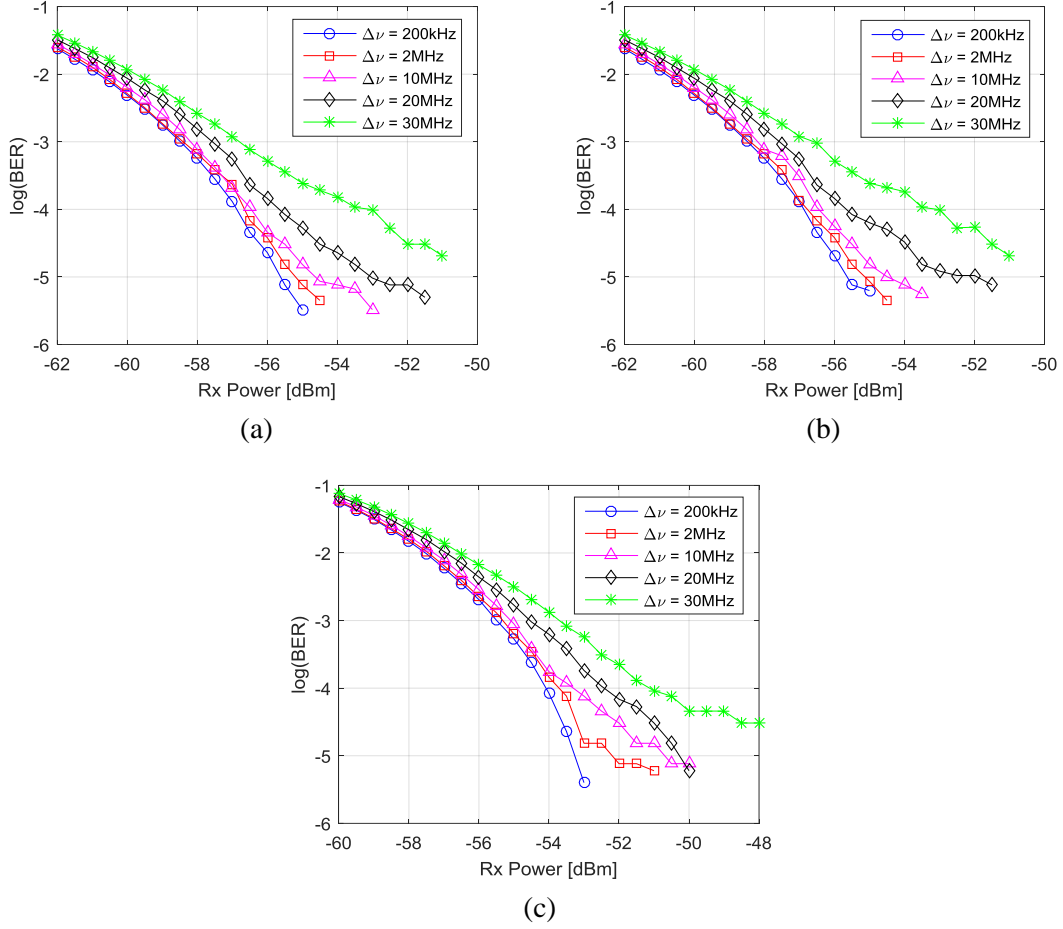 -1
-2
-3
-4
-5
-6
log(BER)
-62
-60
-58
-56
-54
-52
-50
Rx Power [dBm]
Δν = 200kHz
Δν = 2MHz
Δν = 10MHz
Δν = 20MHz
Δν = 30MHz
(a)
-1
-2
-3
-4
-5
-6
log(BER)
-62
-60
-58
-56
-54
-52
-50
Rx Power [dBm]
Δν = 200kHz
Δν = 2MHz
Δν = 10MHz
Δν = 20MHz
Δν = 30MHz
(b)
-1
-2
-3
-4
-5
-6
log(BER)
-60
-58
-56
-54
-52
-50
-48
Rx Power [dBm]
Δν = 200kHz
Δν = 2MHz
Δν = 10MHz
Δν = 20MHz
Δν = 30MHz
(c)